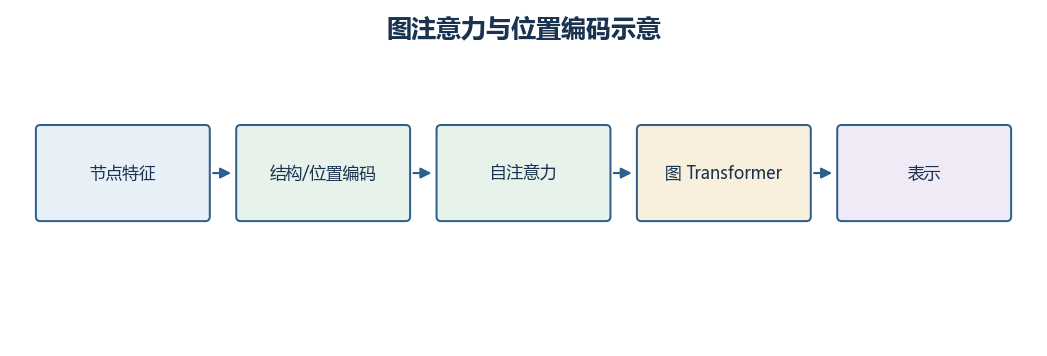 图注意力与位置编码示意
节点特征
结构/位置编码
自注意力
图 Transformer
表示